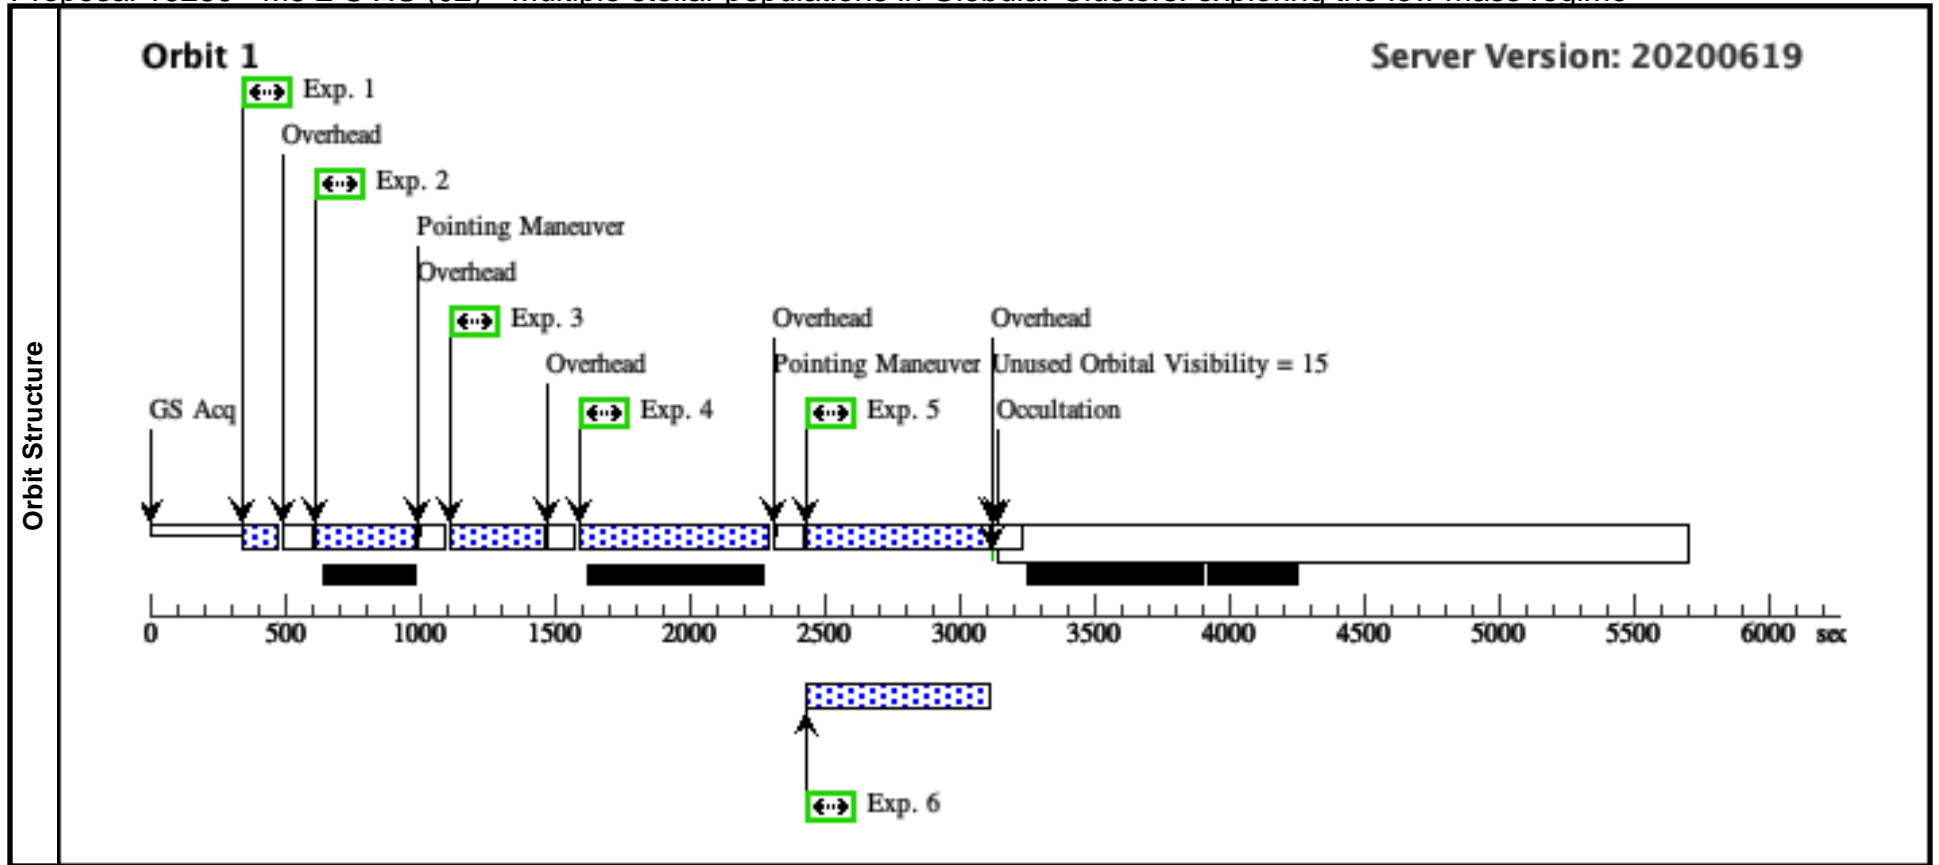 Orbit 1
Server Version: 20200619
Exp. 1
Overhead
Exp. 2
Pointing Maneuver
Overhead
Exp. 3
Overhead
Overhead
Overhead
Pointing Maneuver
Unused Orbital Visibility = 15
GS Acq
Exp. 4
Exp. 5
Occultation
Orbit Structure
0 500 1000 1500 2000 2500 3000 3500 4000 4500 5000 5500 6000 sec
Exp. 6